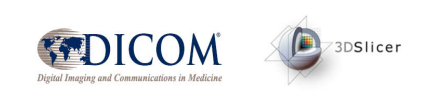 DICOM®
Digital Imaging and Communications in Medicine
3DSlicer